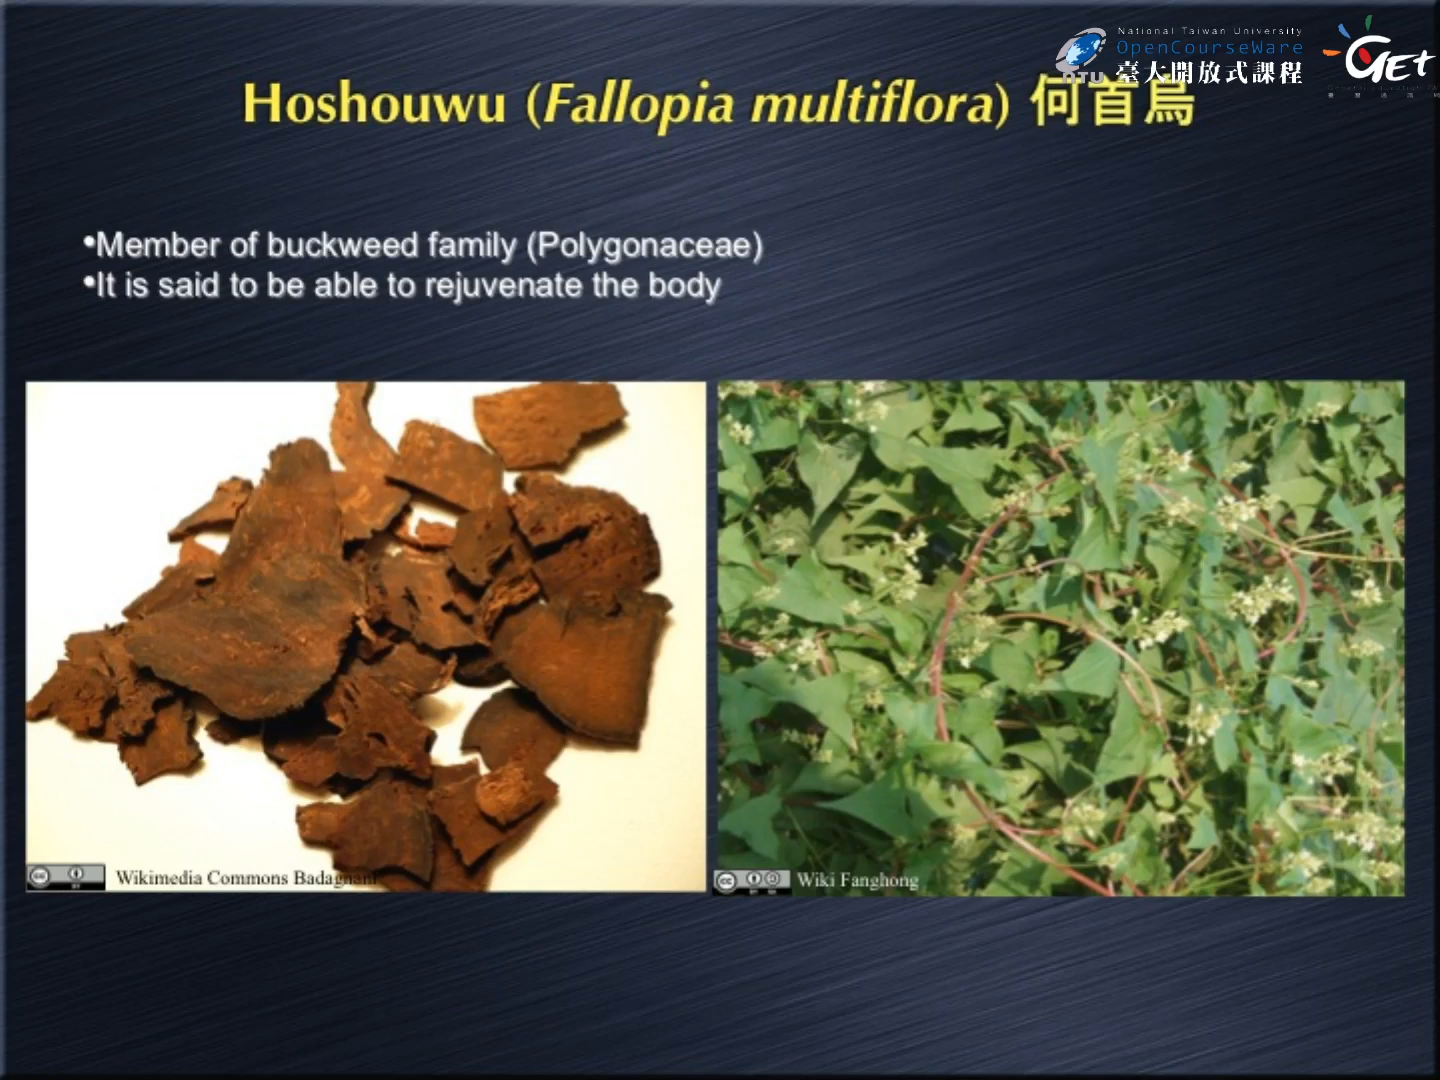 National Taiwan University
OpenCourseWare
NTU 臺大開放式課程
GET
Hoshouwu (Fallopia multiflora) 何首烏
•Member of buckweed family (Polygonaceae)
•It is said to be able to rejuvenate the body
Wikimedia Commons Badagnani
Wiki Fanghong